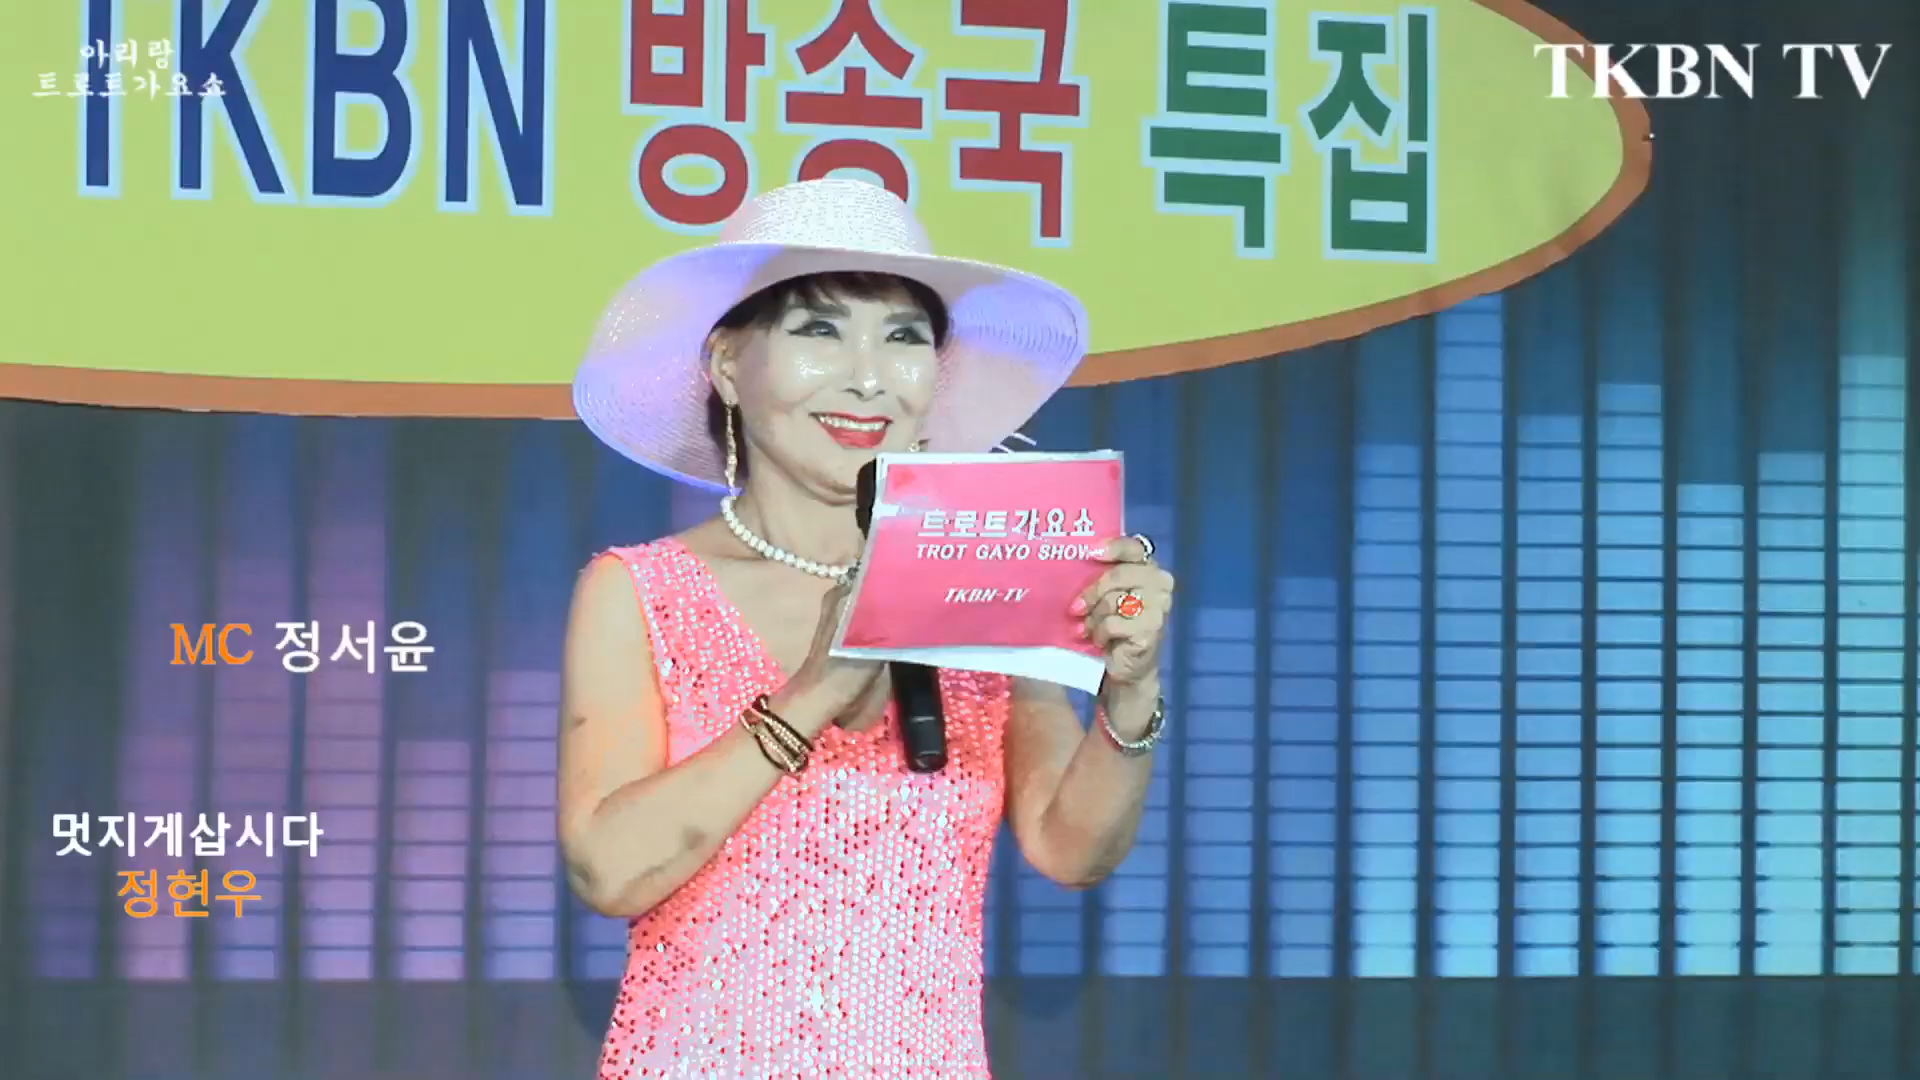 아리랑
트로트가요쇼
TKBN 방송국 특집
TKBN TV
트로트가요쇼
TROT GAYO SHOW
TKBN-TV
MC 정서윤
멋지게삽시다
정현우